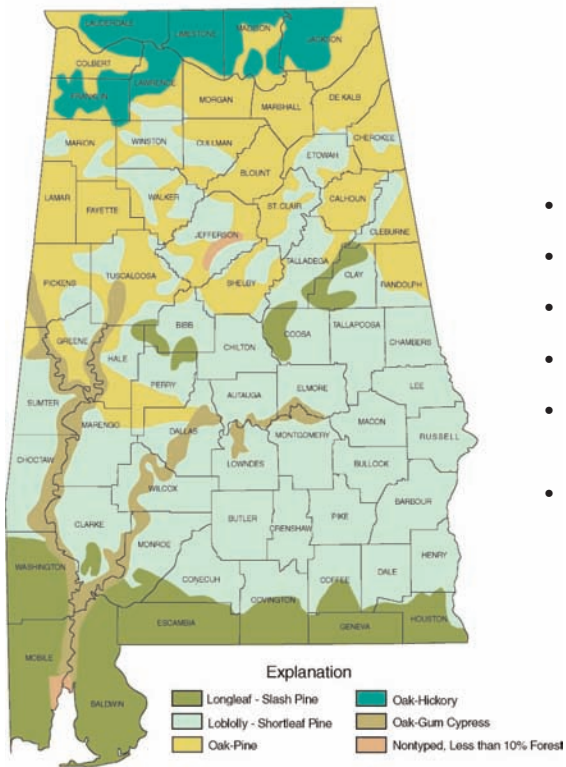 LAUDERDALE
LIMESTONE
MADISON
JACKSON
COLBERT
LAWRENCE
FRANKLIN
MORGAN
MARSHALL
DE KALB
MARION
WINSTON
CULLMAN
CHEROKEE
ETOWAH
BLOUNT
LAMAR
FAYETTE
WALKER
ST. CLAIR
CALHOUN
JEFFERSON
CLEBURNE
TALLADEGA
PICKENS
TUSCALOOSA
SHELBY
CLAY
RANDOLPH
BIBB
GREENE
HALE
CHILTON
COOSA
TALLAPOOSA
CHAMBERS
PERRY
SUMTER
AUTAUGA
ELMORE
LEE
MARENGO
DALLAS
MACON
MONTGOMERY
RUSSELL
CHOCTAW
LOWNDES
BULLOCK
WILCOX
BARBOUR
CLARKE
BUTLER
CRENSHAW
PIKE
MONROE
HENRY
WASHINGTON
CONECUH
COFFEE
DALE
COVINGTON
HOUSTON
ESCAMBIA
GENEVA
MOBILE
BALDWIN
Explanation
Longleaf - Slash Pine
Loblolly - Shortleaf Pine
Oak-Pine
Oak-Hickory
Oak-Gum Cypress
Nontyped, Less than 10% Forest